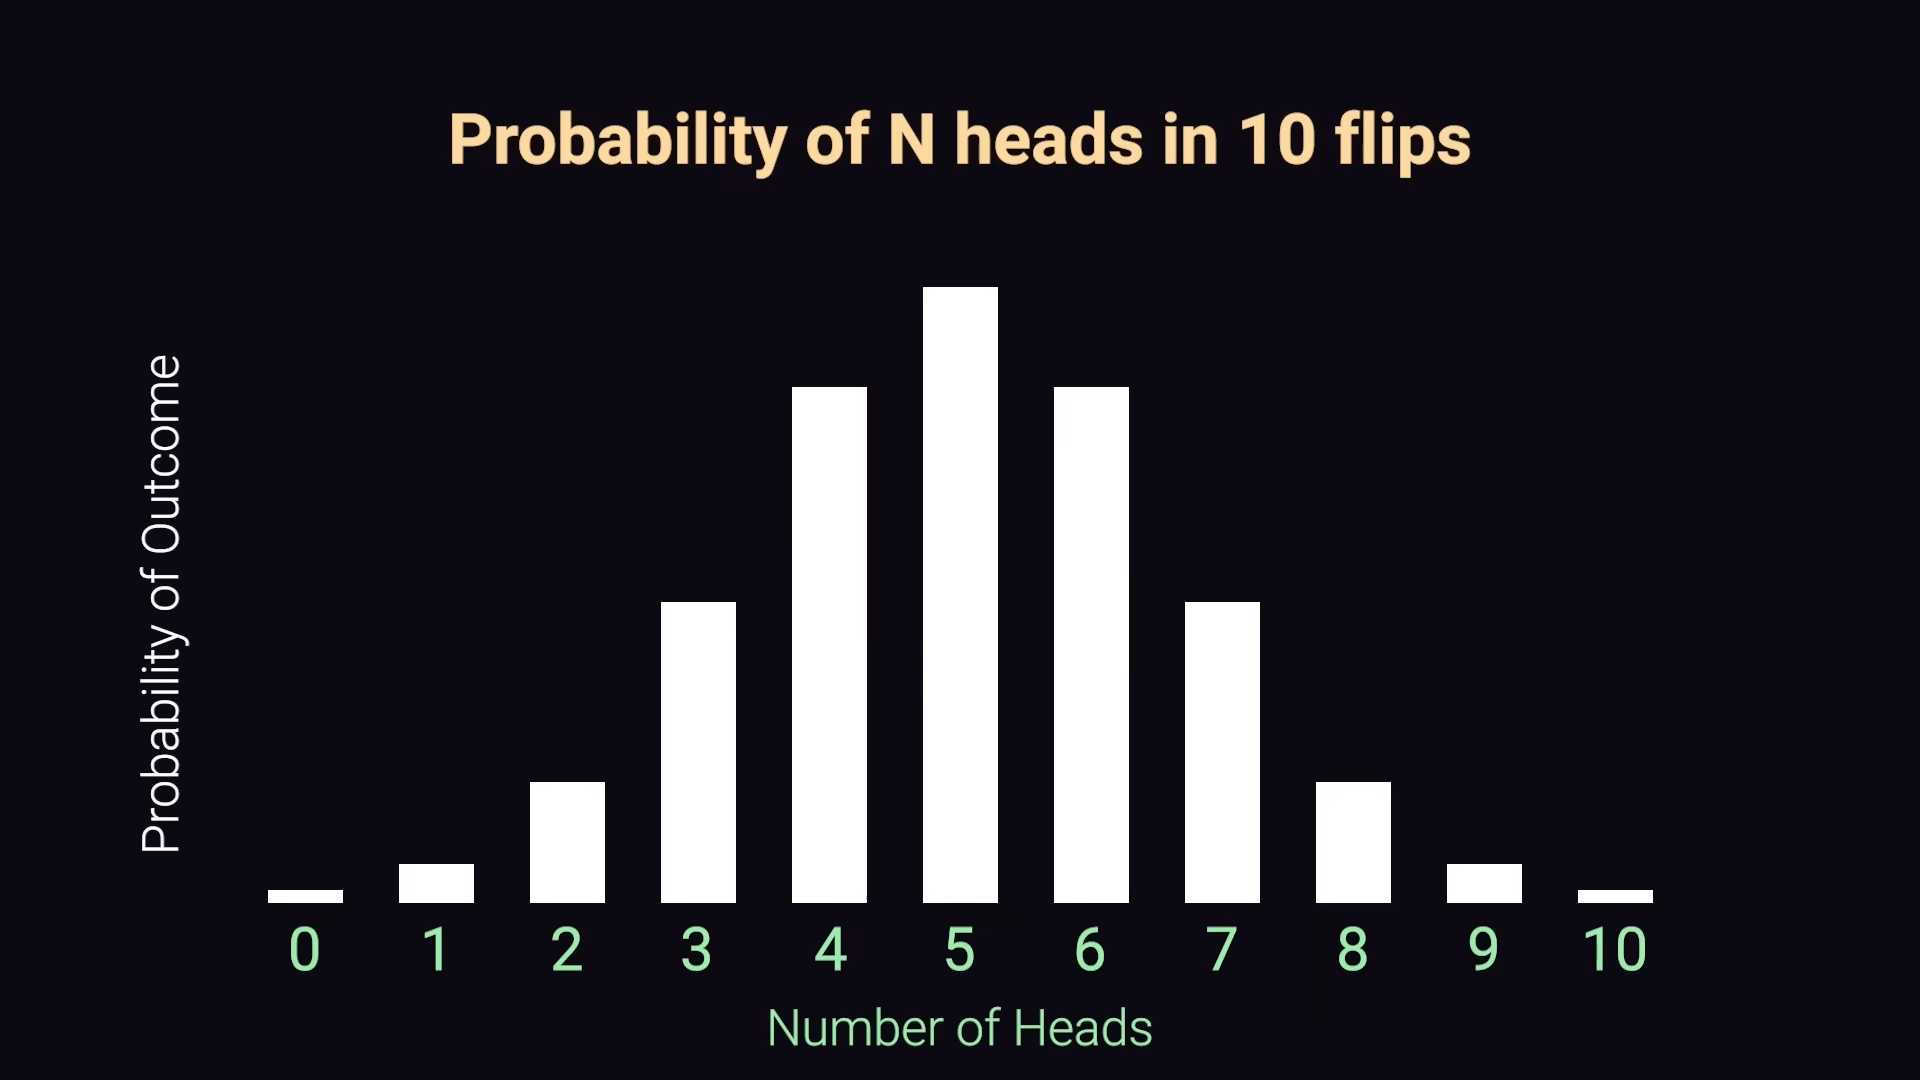 Probability of N heads in 10 flips
Probability of Outcome
0 1 2 3 4 5 6 7 8 9 10
Number of Heads